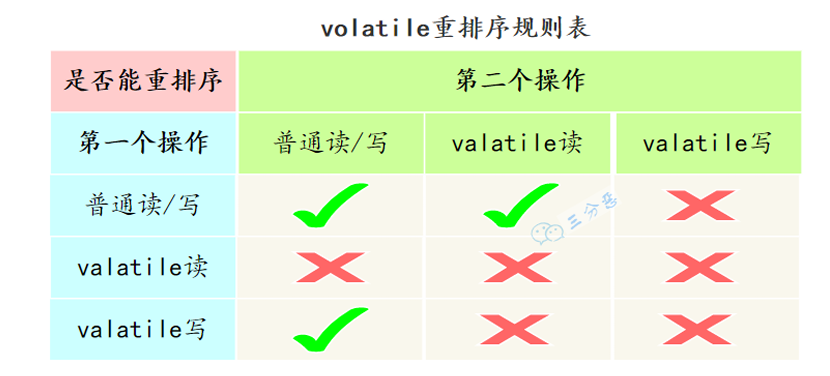 volatile重排序规则表
是否能重排序 第二个操作
第一个操作 普通读/写 valatile读 valatile写
普通读/写
三分恶
valatile读
valatile写